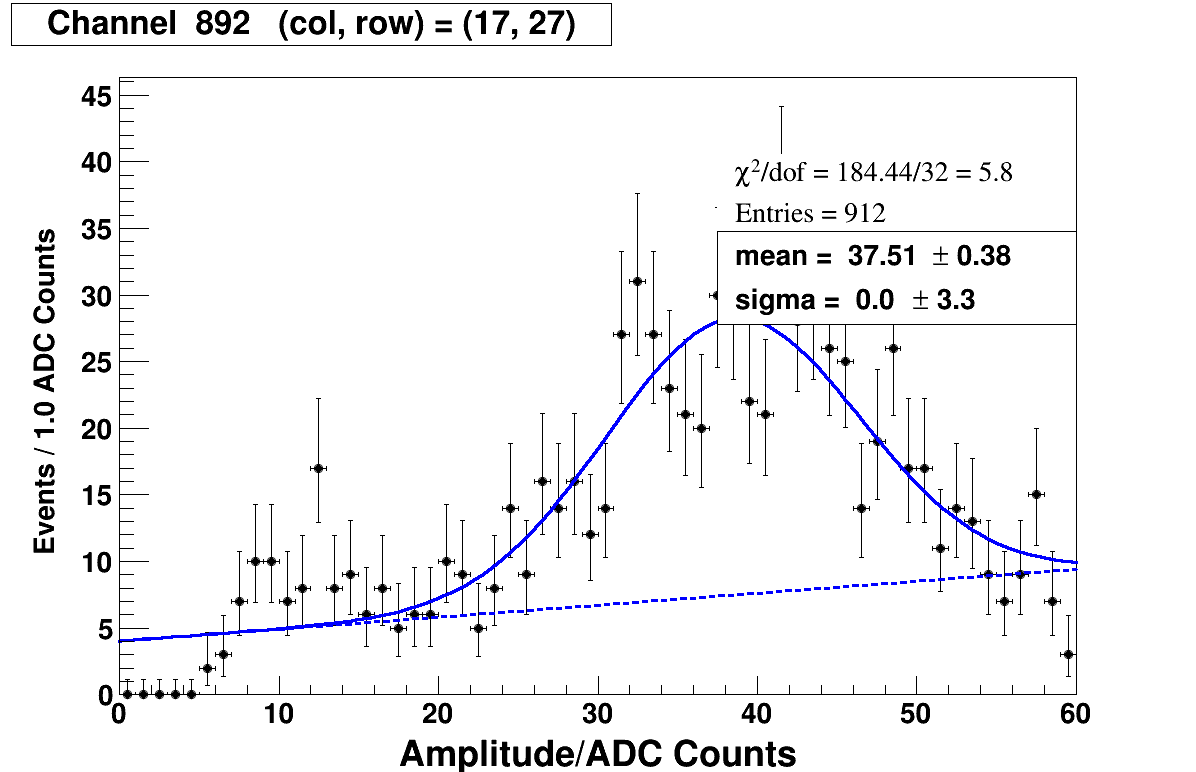 Channel 892 (col, row) = (17, 27)
χ²/dof = 184.44/32 = 5.8
Entries = 912
mean = 37.51 ± 0.38
sigma = 0.0 ± 3.3
Events / 1.0 ADC Counts
45
40
35
30
25
20
15
10
5
0
0 10 20 30 40 50 60
Amplitude/ADC Counts